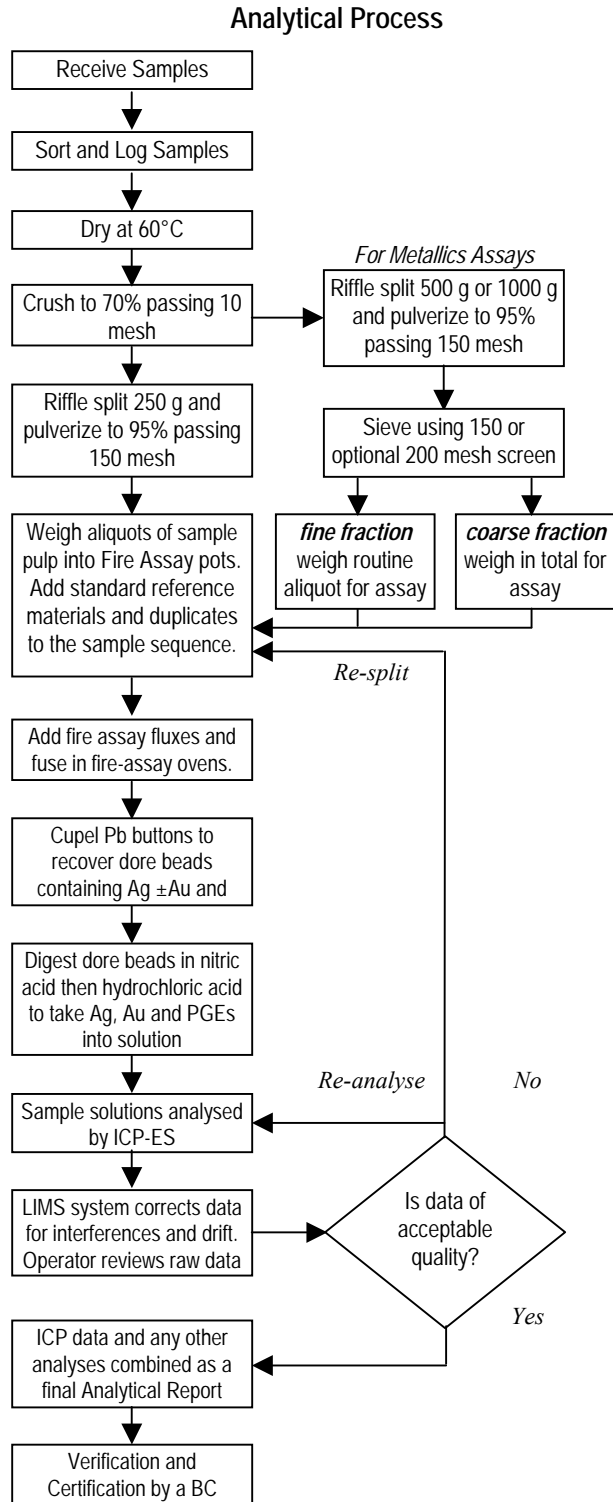 Analytical Process
Receive Samples
Sort and Log Samples
Dry at 60°C
Crush to 70% passing 10
mesh
For Metallics Assays
Riffle split 500 g or 1000 g
and pulverize to 95%
passing 150 mesh
Riffle split 250 g and
pulverize to 95% passing
150 mesh
Sieve using 150 or
optional 200 mesh screen
Weigh aliquots of sample
pulp into Fire Assay pots.
Add standard reference
materials and duplicates
to the sample sequence.
fine fraction
weigh routine
aliquot for assay
coarse fraction
weigh in total for
assay
Re-split
Add fire assay fluxes and
fuse in fire-assay ovens.
Cupel Pb buttons to
recover dore beads
containing Ag ±Au and
Digest dore beads in nitric
acid then hydrochloric acid
to take Ag, Au and PGEs
into solution
Re-analyse
No
Sample solutions analysed
by ICP-ES
LIMS system corrects data
for interferences and drift.
Operator reviews raw data
Is data of
acceptable
quality?
Yes
ICP data and any other
analyses combined as a
final Analytical Report
Verification and
Certification by a BC